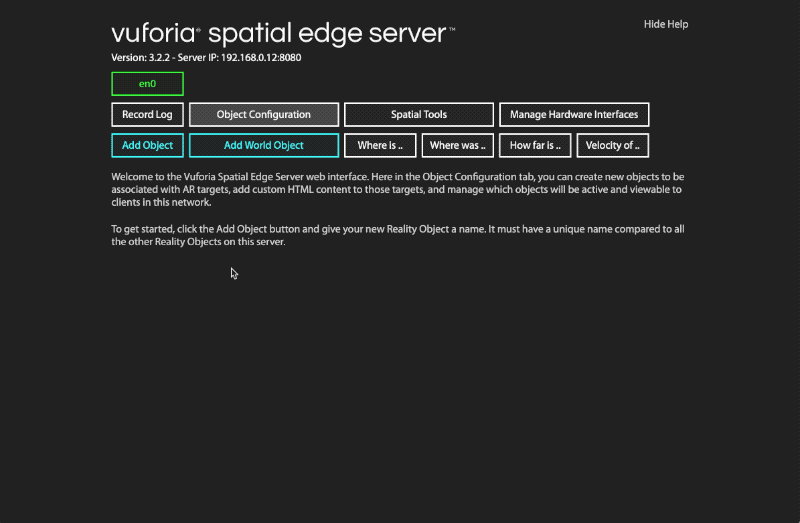 Hide Help
vuforia® spatial edge server™
Version: 3.2.2 - Server IP: 192.168.0.12:8080
en0
Record Log Object Configuration Spatial Tools Manage Hardware Interfaces
Add Object Add World Object Where is .. Where was .. How far is .. Velocity of ..
Welcome to the Vuforia Spatial Edge Server web interface. Here in the Object Configuration tab, you can create new objects to be
associated with AR targets, add custom HTML content to those targets, and manage which objects will be active and viewable to
clients in this network.
To get started, click the Add Object button and give your new Reality Object a name. It must have a unique name compared to all
the other Reality Objects on this server.